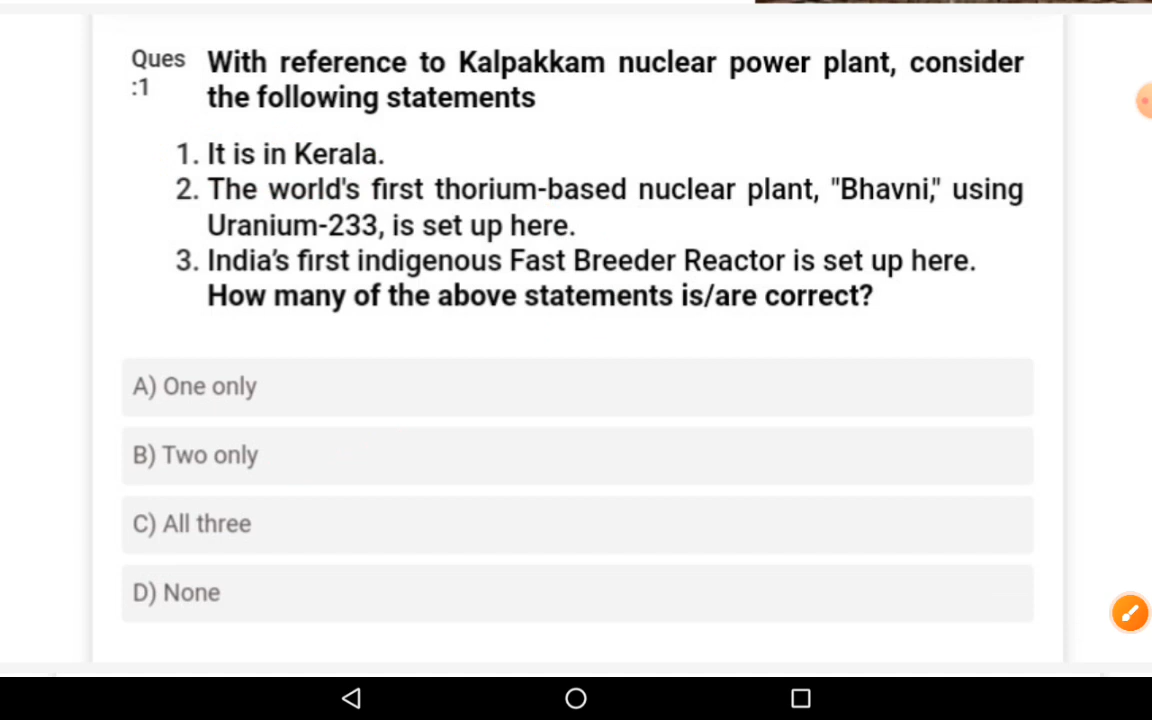 Ques With reference to Kalpakkam nuclear power plant, consider
:1 the following statements
1. It is in Kerala.
2. The world's first thorium-based nuclear plant, "Bhavni," using
Uranium-233, is set up here.
3. India's first indigenous Fast Breeder Reactor is set up here.
How many of the above statements is/are correct?
A) One only
B) Two only
C) All three
D) None